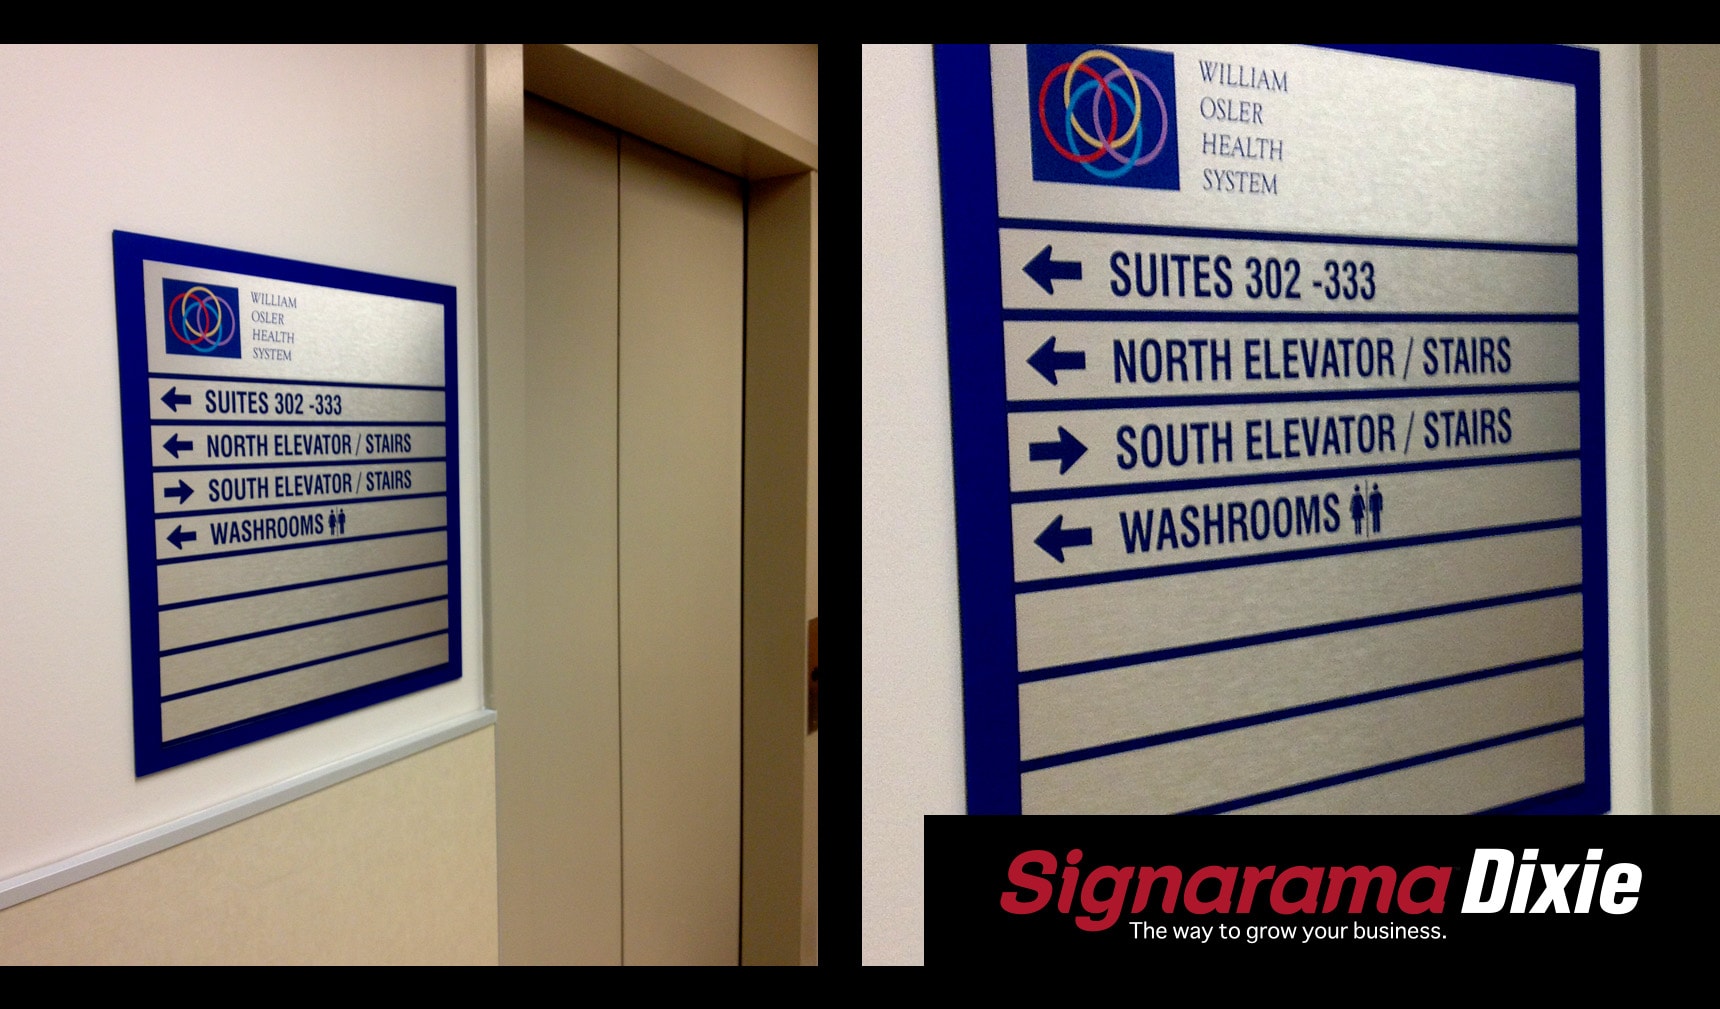 WILLIAM
OSLER
HEALTH
SYSTEM
SUITES 302 -333
NORTH ELEVATOR / STAIRS
SOUTH ELEVATOR / STAIRS
WASHROOMS
WILLIAM
OSLER
HEALTH
SYSTEM
SUITES 302 -333
NORTH ELEVATOR / STAIRS
SOUTH ELEVATOR / STAIRS
WASHROOMS
Signarama Dixie
The way to grow your business.